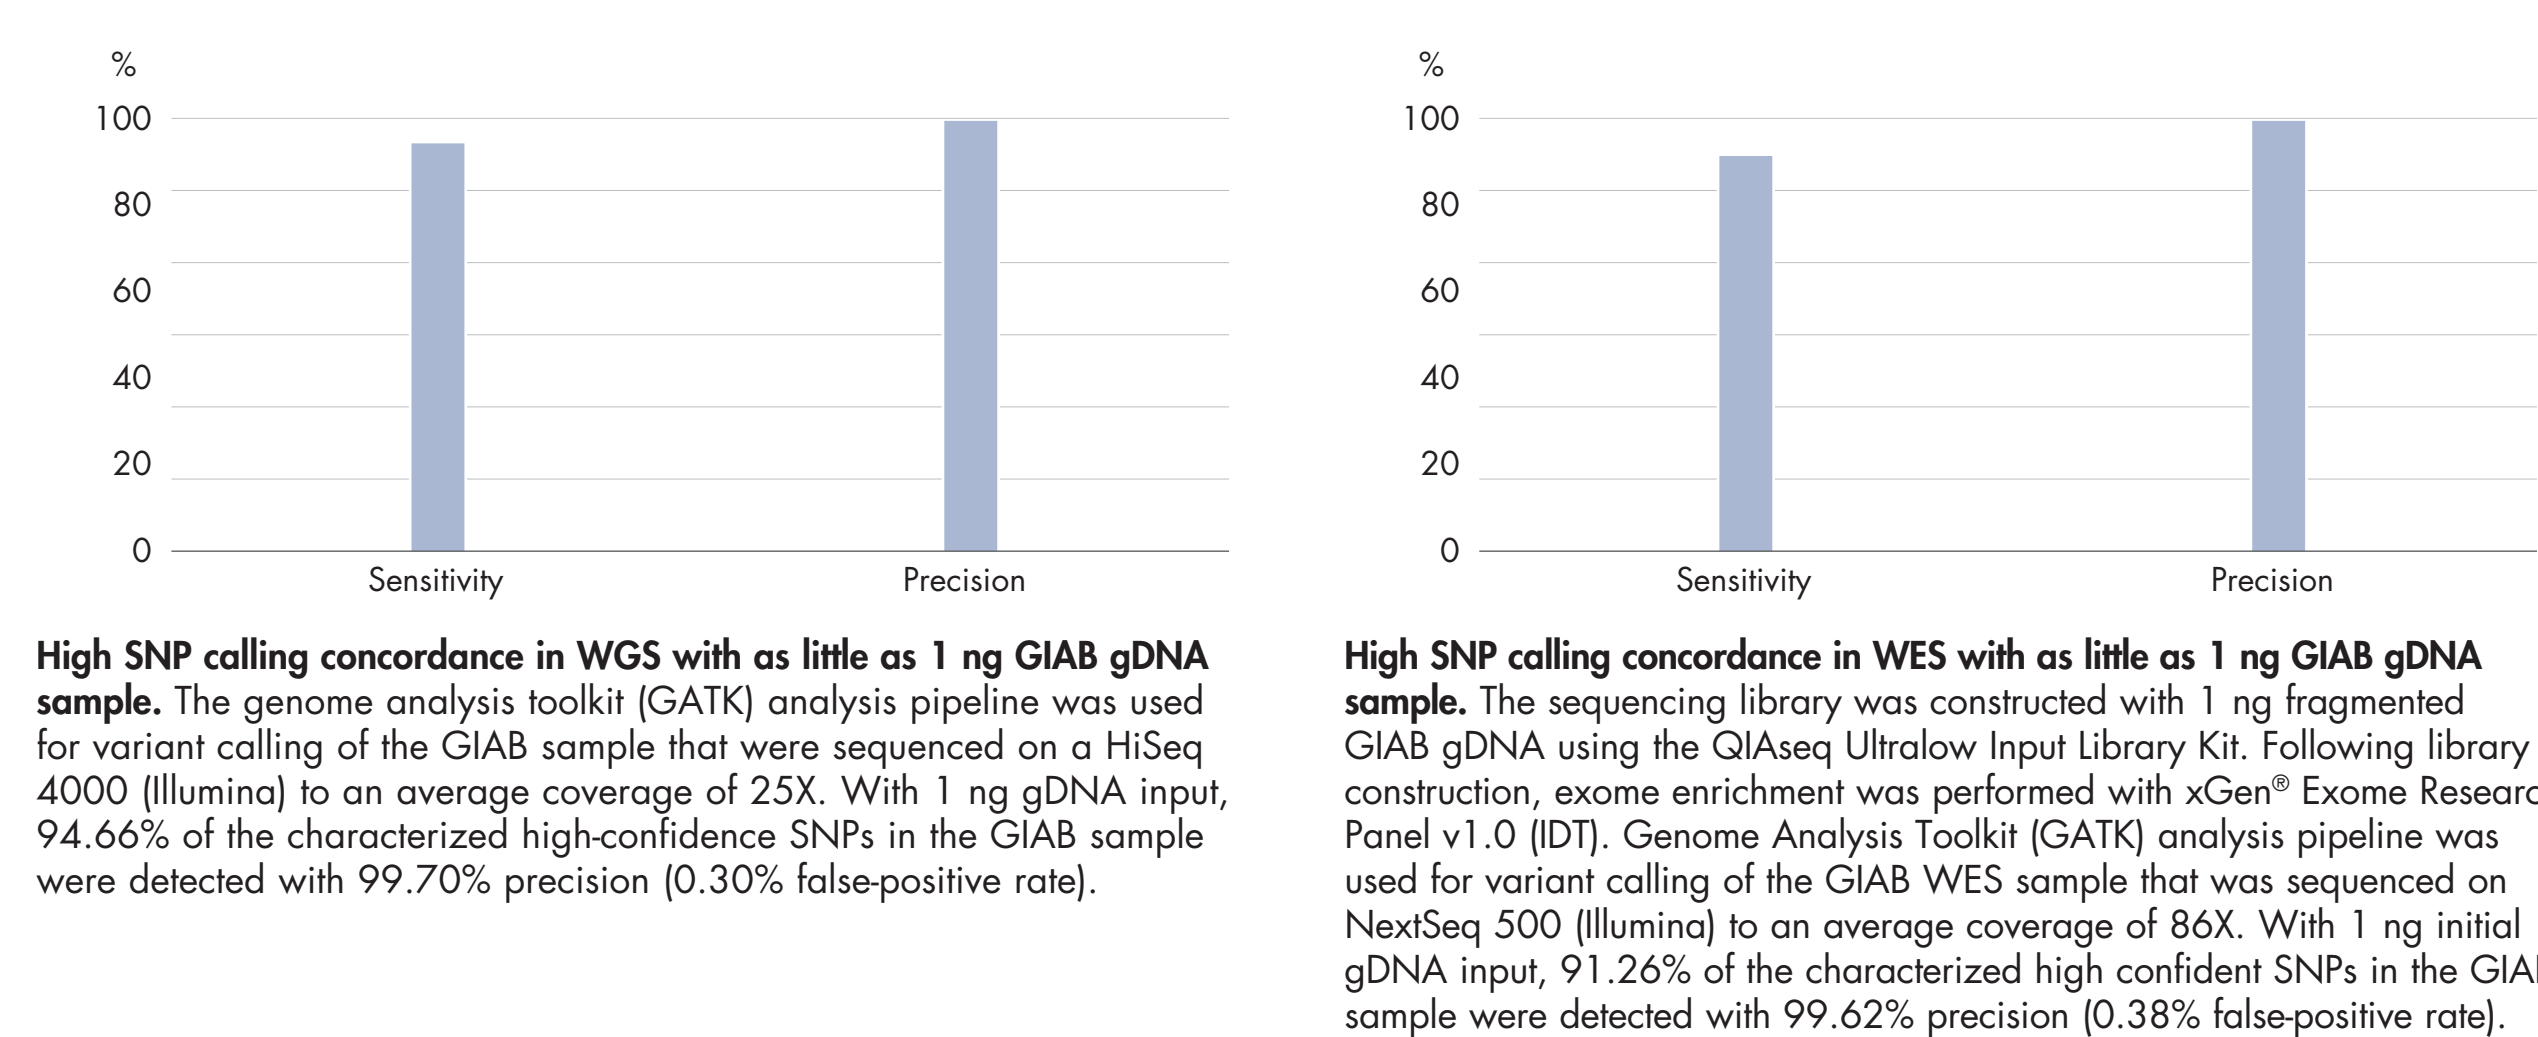 %
100
80
60
40
20
0
Sensitivity
Precision
High SNP calling concordance in WGS with as little as 1 ng GIAB gDNA
sample. The genome analysis toolkit (GATK) analysis pipeline was used
for variant calling of the GIAB sample that were sequenced on a HiSeq
4000 (Illumina) to an average coverage of 25X. With 1 ng gDNA input,
94.66% of the characterized high-confidence SNPs in the GIAB sample
were detected with 99.70% precision (0.30% false-positive rate).
%
100
80
60
40
20
0
Sensitivity
Precision
High SNP calling concordance in WES with as little as 1 ng GIAB gDNA
sample. The sequencing library was constructed with 1 ng fragmented
GIAB gDNA using the QIAseq Ultralow Input Library Kit. Following library
construction, exome enrichment was performed with xGen® Exome
Panel v1.0 (IDT). Genome Analysis Toolkit (GATK) analysis pipeline was
used for variant calling of the GIAB WES sample that was sequenced on
NextSeq 500 (Illumina) to an average coverage of 86X. With 1 ng initial
gDNA input, 91.26% of the characterized high confident SNPs in the
sample were detected with 99.62% precision (0.38% false-positive rate).